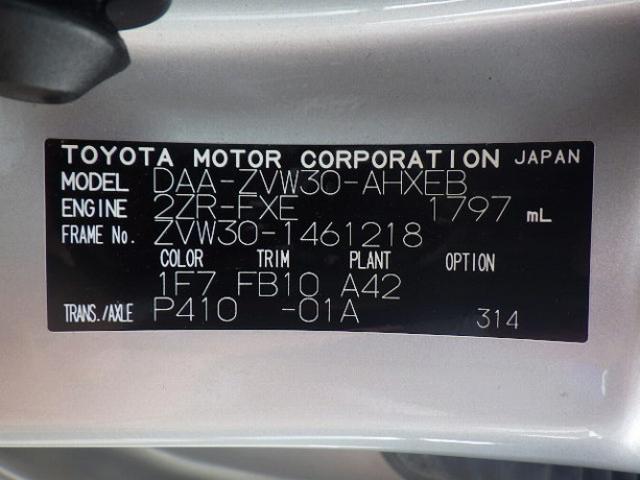 TOYOTA MOTOR CORPORATION JAPAN
MODEL DAA-ZVW30-AHXEB
ENGINE 2ZR-FXE 1797 mL
FRAME No. ZVW30-1461218
COLOR TRIM PLANT OPTION
1F7 FB10 A42
TRANS./AXLE P410 -01A 314